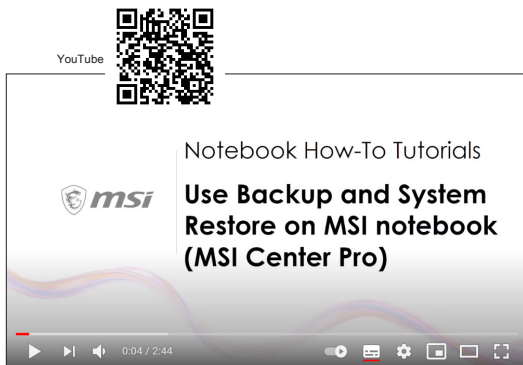 YouTube
Notebook How-To Tutorials
msi
Use Backup and System
Restore on MSI notebook
(MSI Center Pro)
0:04 / 2:44